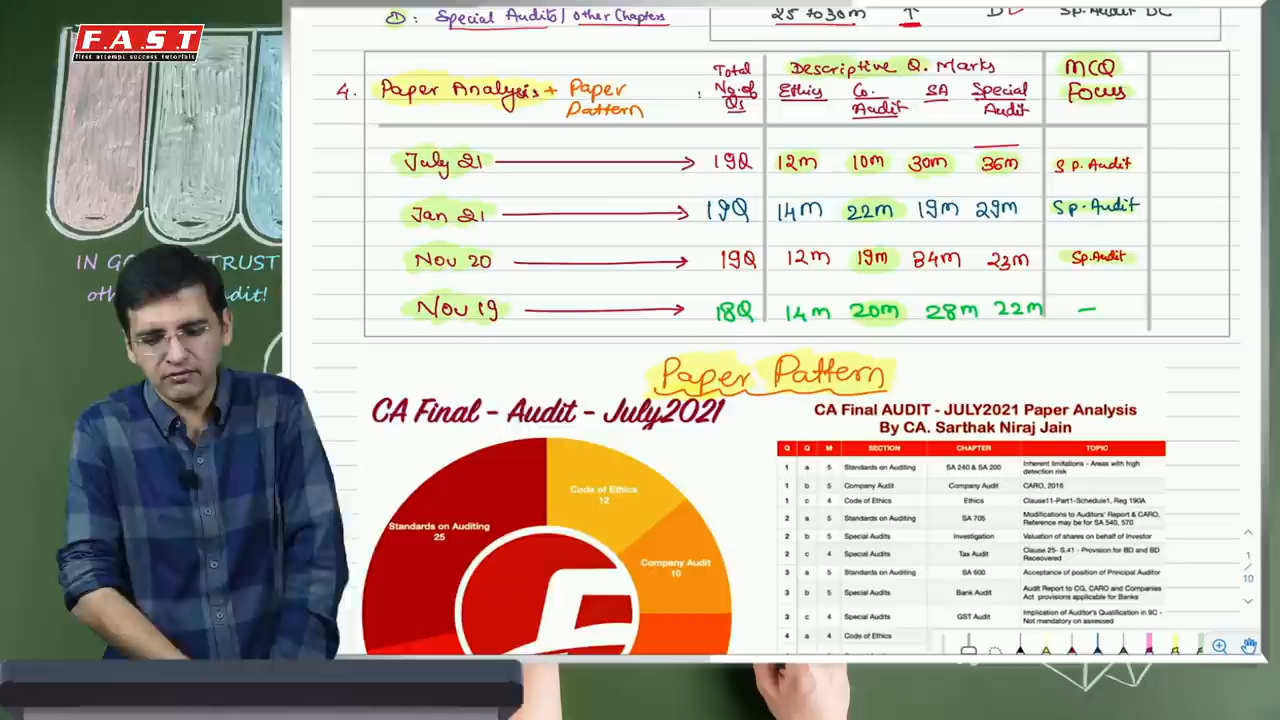 F.A.S.T
first attempt success tutorials
IN GO TRUST
oth dit!
① : Special Audits / Other Chapters
25 to 30m ↑ Sp. Audit DC
4. Paper Analysis + Paper Pattern :
Total No. of Qs
Descriptive Q. Marks
Ethics Co. Audit SA Special Audit
MCQ Focus
July 21 → 19Q 12m 10m 30m 36m Sp. Audit
Jan 21 → 19Q 14m 22m 19m 29m Sp. Audit
Nov 20 → 19Q 12m 19m 34m 23m Sp. Audit
Nov 19 → 18Q 14m 20m 28m 22m —
Paper Pattern
CA Final - Audit - July2021
Standards on Auditing
25
Code of Ethics
12
Company Audit
10
CA Final AUDIT - JULY2021 Paper Analysis
By CA. Sarthak Niraj Jain
Q Q M SECTION CHAPTER TOPIC
1 a 5 Standards on Auditing SA 240 & SA 200 Inherent limitations - Areas with high detection risk
1 b 5 Company Audit Company Audit CARO, 2016
1 c 4 Code of Ethics Ethics Clause11-Part1-Schedule1, Reg 190A
2 a 5 Standards on Auditing SA 705 Modifications to Auditors' Report & CARO, Reference may be for SA 540, 570
2 b 5 Special Audits Investigation Valuation of shares on behalf of Investor
2 c 4 Special Audits Tax Audit Clause 25- S.41 - Provision for BD and BD Receovered
3 a 5 Standards on Auditing SA 600 Acceptance of position of Principal Auditor
3 b 5 Special Audits Bank Audit Audit Report to CG, CARO and Companies Act provisions applicable for Banks
3 c 4 Special Audits GST Audit Implication of Auditor's Qualification in 9C - Not mandatory on assessed
4 a 4 Code of Ethics
1
/
10